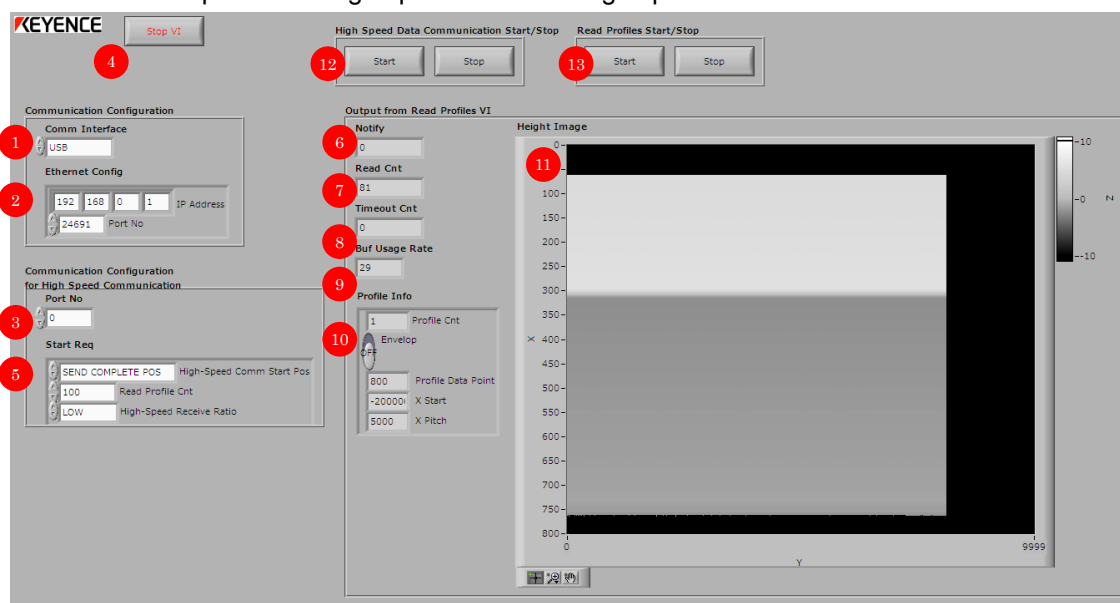 KEYENCE
Stop VI
4
High Speed Data Communication Start/Stop
12
Start
Stop
Read Profiles Start/Stop
13
Start
Stop
Communication Configuration
Comm Interface
1
USB
Ethernet Config
2
192 168 0 1 IP Address
24691 Port No
Communication Configuration
for High Speed Communication
Port No
3
0
Start Req
5
SEND COMPLETE POS High-Speed Comm Start Pos
100 Read Profile Cnt
LOW High-Speed Receive Ratio
Output from Read Profiles VI
Notify
6
0
Read Cnt
7
81
Timeout Cnt
0
8
Buf Usage Rate
29
9
Profile Info
1 Profile Cnt
10
Envelop
OFF
800 Profile Data Point
X Start
5000 X Pitch
Height Image
11
0
100
150
200
250
300
350
400
450
500
550
600
650
700
750
800
X
0
9999
Y
10
0
-10
Z